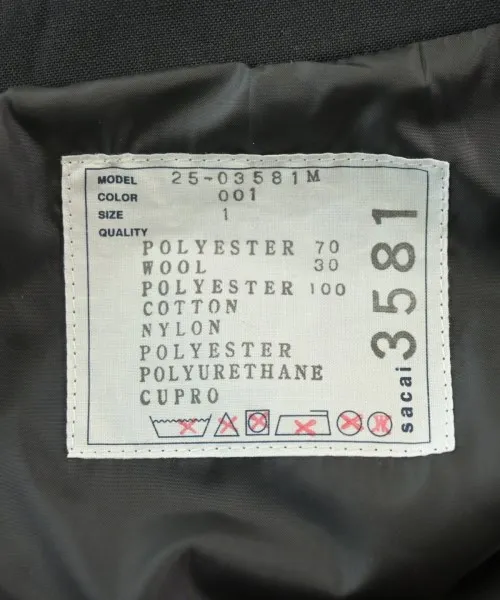 MODEL 25-03581M
COLOR 001
SIZE 1
QUALITY
POLYESTER 70
WOOL 30
POLYESTER 100
COTTON
NYLON
POLYESTER
POLYURETHANE
CUPRO
sacai 3581